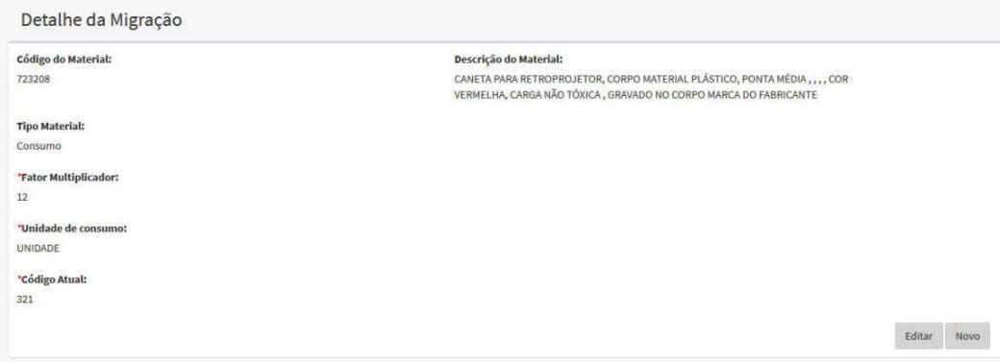 Detalhe da Migração
Código do Material:
723208
Descrição do Material:
CANETA PARA RETROPROJETOR, CORPO MATERIAL PLÁSTICO, PONTA MÉDIA , , , , COR
VERMELHA, CARGA NÃO TÓXICA , GRAVADO NO CORPO MARCA DO FABRICANTE
Tipo Material:
Consumo
*Fator Multiplicador:
12
*Unidade de consumo:
UNIDADE
*Código Atual:
321
Editar Novo